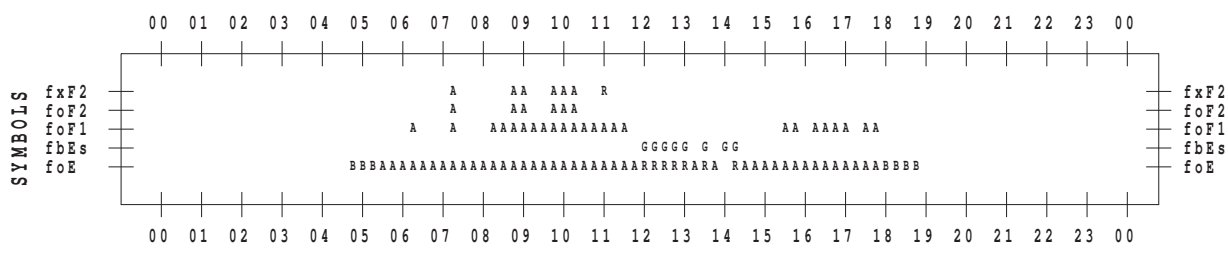 00 01 02 03 04 05 06 07 08 09 10 11 12 13 14 15 16 17 18 19 20 21 22 23 00
SYMBOLS
fxF2 A AA AAA R fxF2
foF2 A AA AAA foF2
foF1 A A AAAAAAAAAAAAAA AA AAAA AA foF1
fbEs GGGGG G GG fbEs
foE BBBAAAAAAAAAAAAAAAAAAAAAAAAAARRRRRARA RAAAAAAAAAAAAAABBBB foE
00 01 02 03 04 05 06 07 08 09 10 11 12 13 14 15 16 17 18 19 20 21 22 23 00